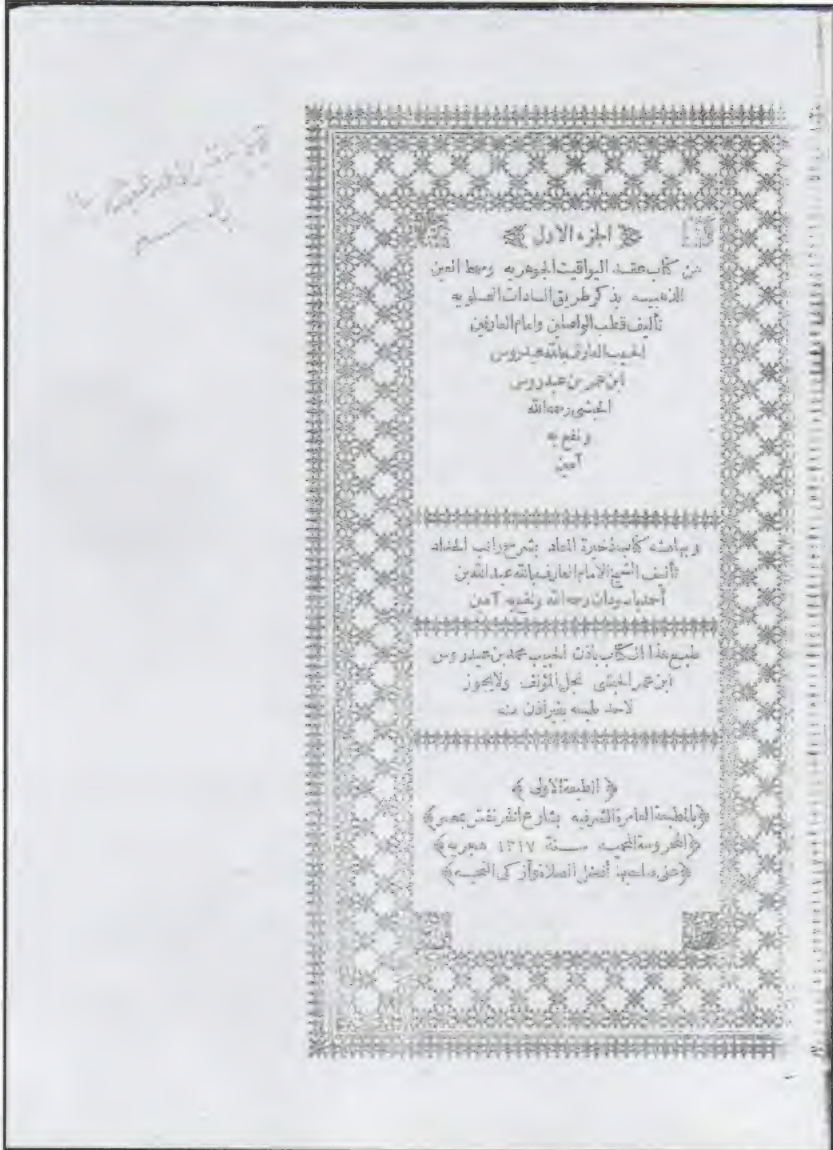 ﴿ الجزء الاول ﴾
من كتاب عقد اليواقيت الجوهريه وسمط العين
الذهبيه بذكر طريق السادات العلويه
تأليف قطب الواصلين وامام العارفين
الحبيب العارف بالله عيدروس
ابن عمر بن عيدروس
الحبشى رحمه الله
ونفع به
آمين
وبهامشه كتاب ذخيرة المعاد بشرح راتب الحداد
تأليف الشيخ الامام العارف بالله عبد الله بن
أحمد باسودان رحمه الله ونفع به آمين
طبع هذا الكتاب باذن الحبيب محمد بن عيدروس
ابن عمر الحبشى نجل المؤلف ولا يجوز
لاحد طبعه بغير اذن منه
﴿ الطبعة الاولى ﴾
﴿بالمطبعة العامرة الشرفيه بشارع الخرنفش بمصر﴾
﴿المحروسة المحميه سنة ١٣١٧ هجريه﴾
﴿على صاحبها أفضل الصلاة وأزكى التحيه﴾